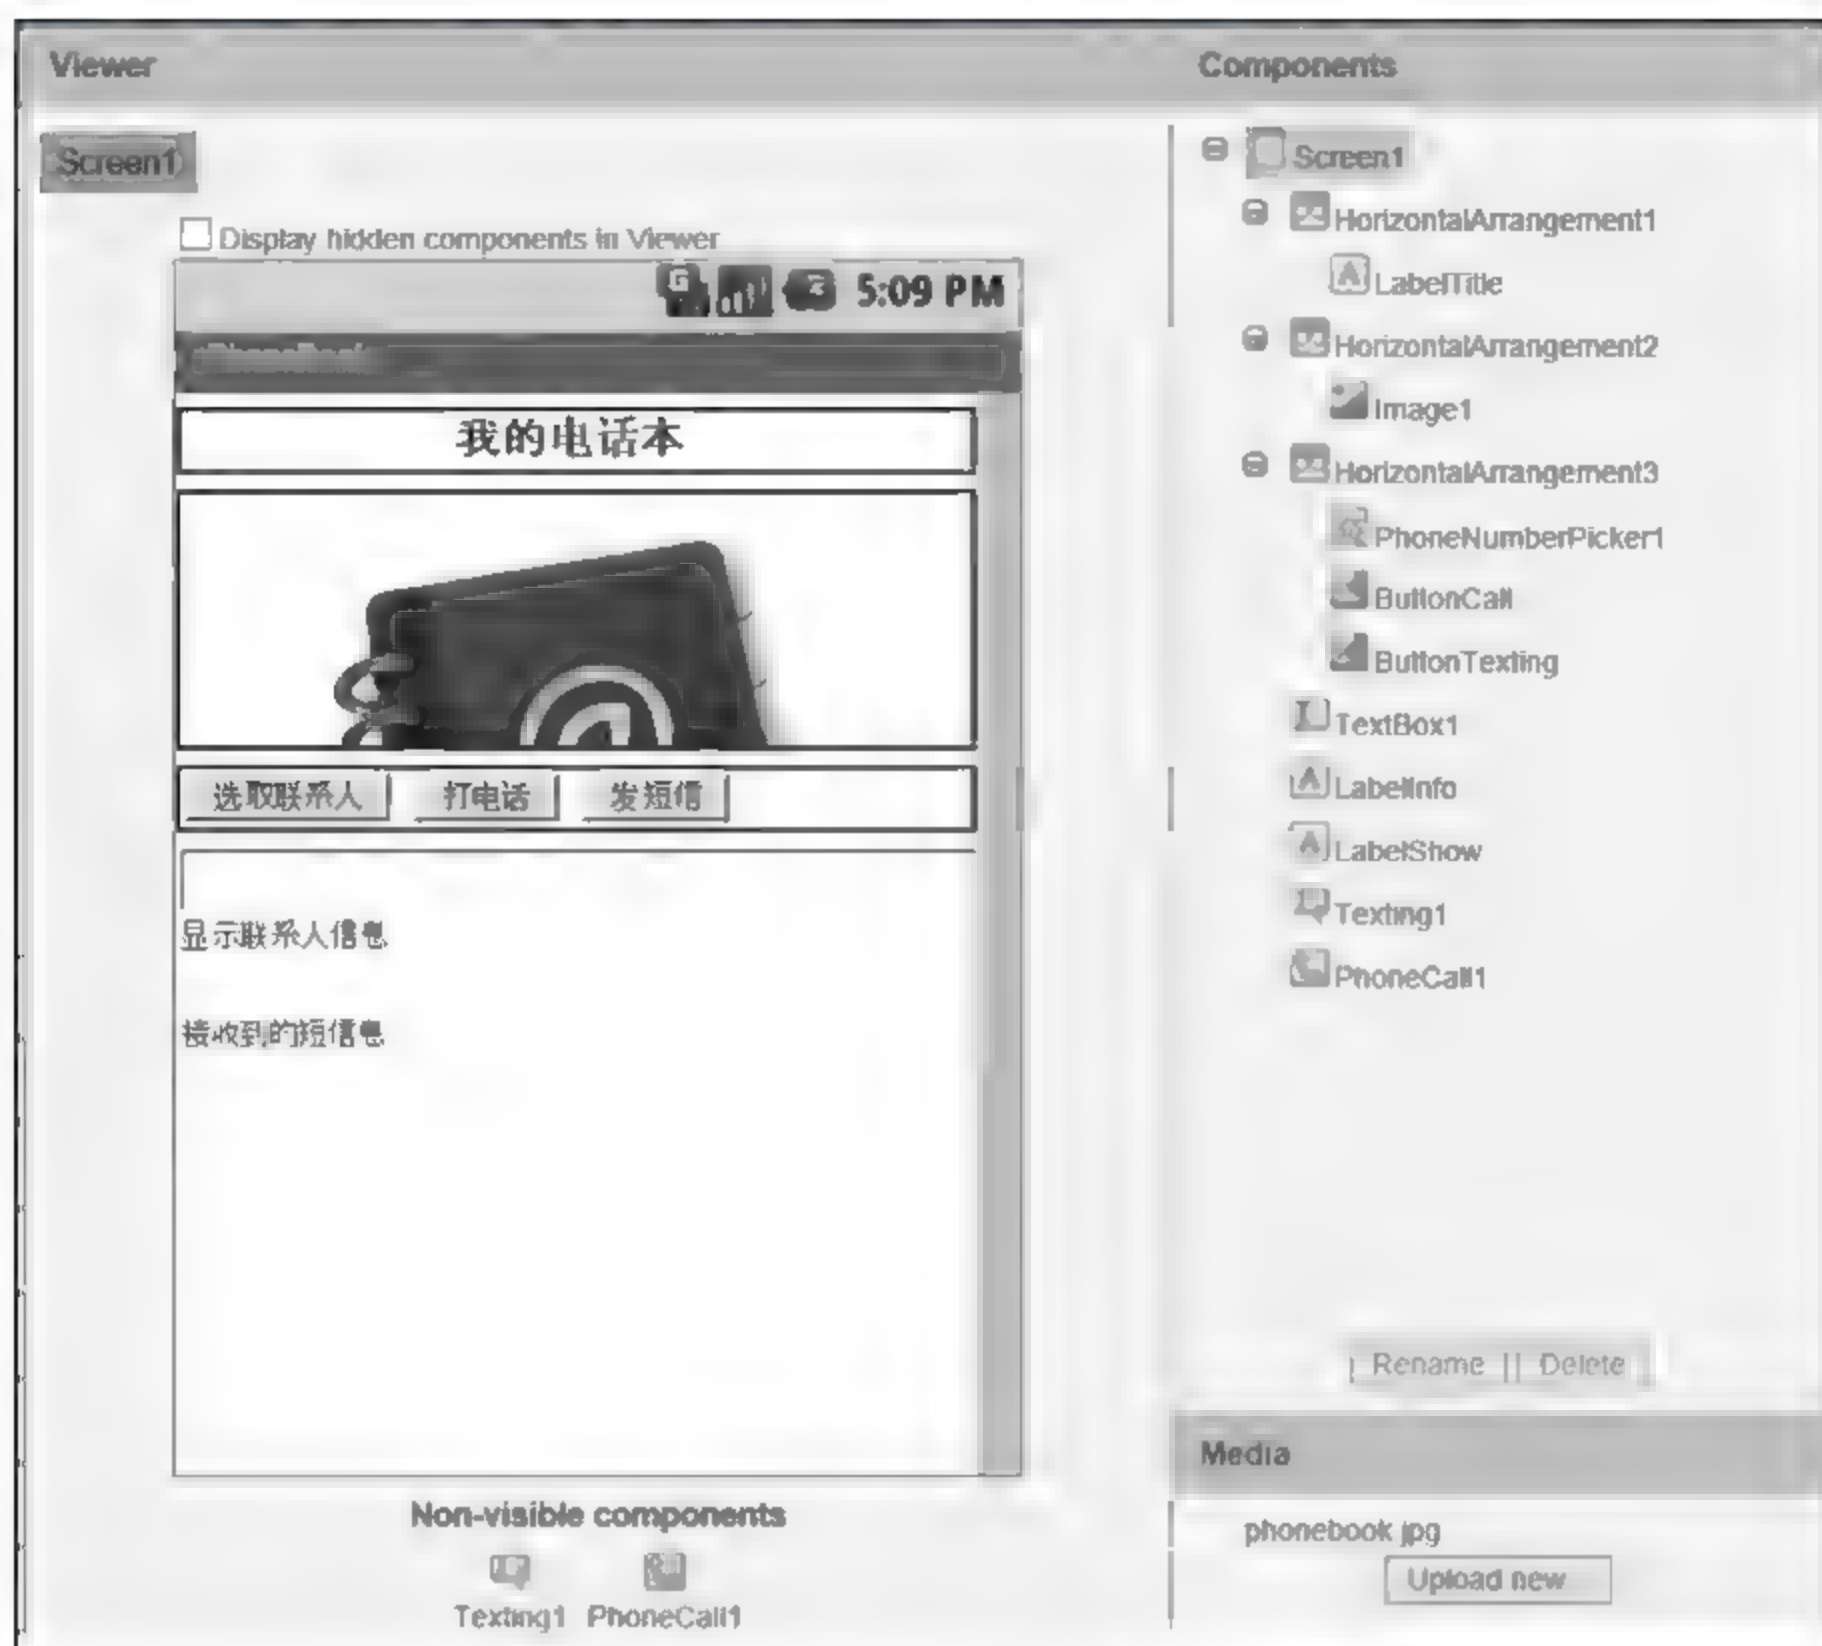 Viewer
Screen1
Display hidden components in Viewer
5:09 PM
我的电话本
选取联系人 打电话 发短信
显示联系人信息
接收到的短信息
Non-visible components
Texting1 PhoneCall1
Components
Screen1
HorizontalArrangement1
LabelTitle
HorizontalArrangement2
Image1
HorizontalArrangement3
PhoneNumberPicker1
ButtonCall
ButtonTexting
TextBox1
LabelInfo
LabelShow
Texting1
PhoneCall1
Rename Delete
Media
phonebook jpg
Upload new